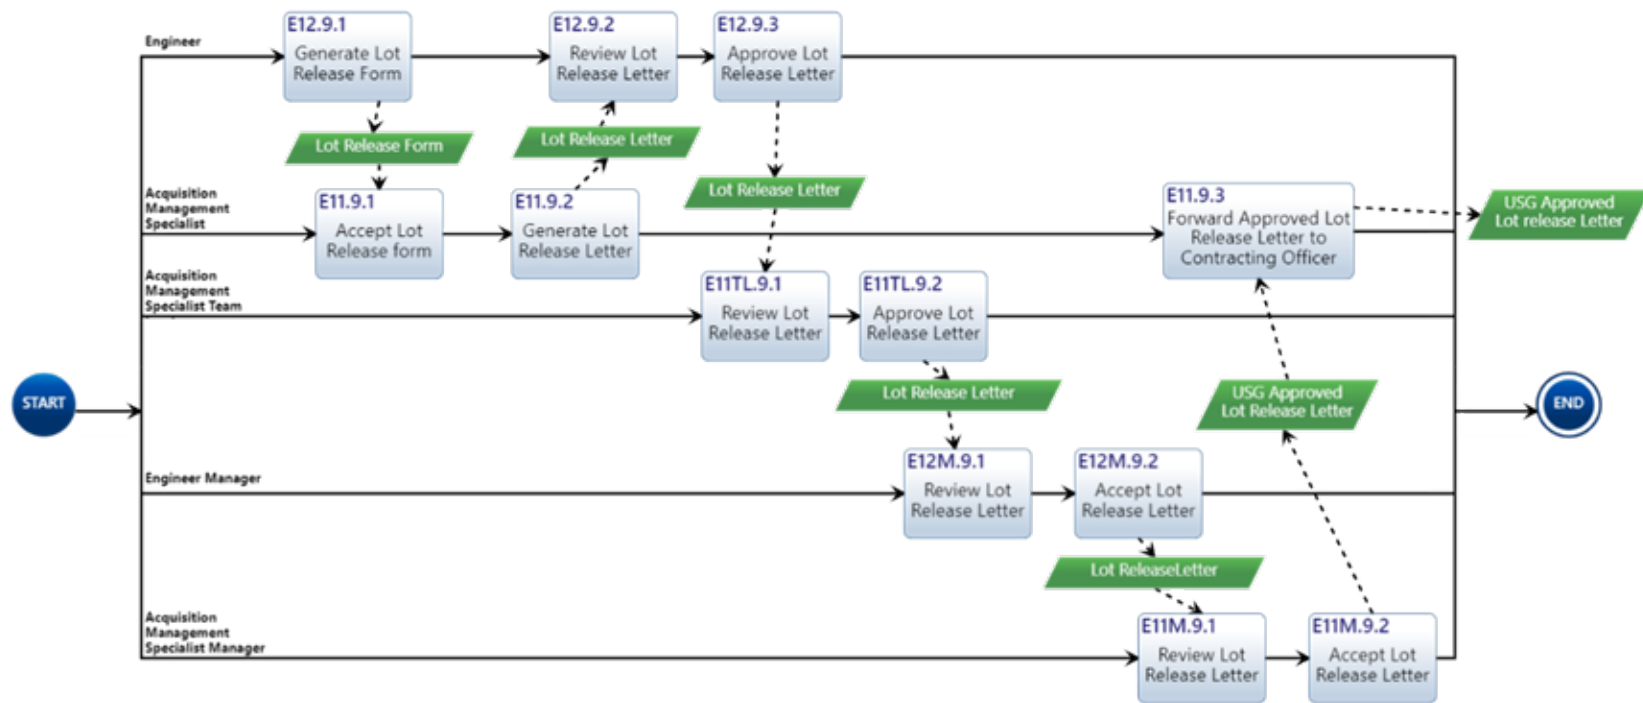 Engineer
E12.9.1
Generate Lot
Release Form
E12.9.2
Review Lot
Release Letter
E12.9.3
Approve Lot
Release Letter
Lot Release Form
Lot Release Letter
Lot Release Letter
Acquisition
Management
Specialist
E11.9.1
Accept Lot
Release form
E11.9.2
Generate Lot
Release Letter
E11.9.3
Forward Approved Lot
Release Letter to
Contracting Officer
USG Approved
Lot release Letter
Acquisition
Management
Specialist Team
E11TL.9.1
Review Lot
Release Letter
E11TL.9.2
Approve Lot
Release Letter
START
Lot Release Letter
USG Approved
Lot Release Letter
END
Engineer Manager
E12M.9.1
Review Lot
Release Letter
E12M.9.2
Accept Lot
Release Letter
Lot ReleaseLetter
Acquisition
Management
Specialist Manager
E11M.9.1
Review Lot
Release Letter
E11M.9.2
Accept Lot
Release Letter